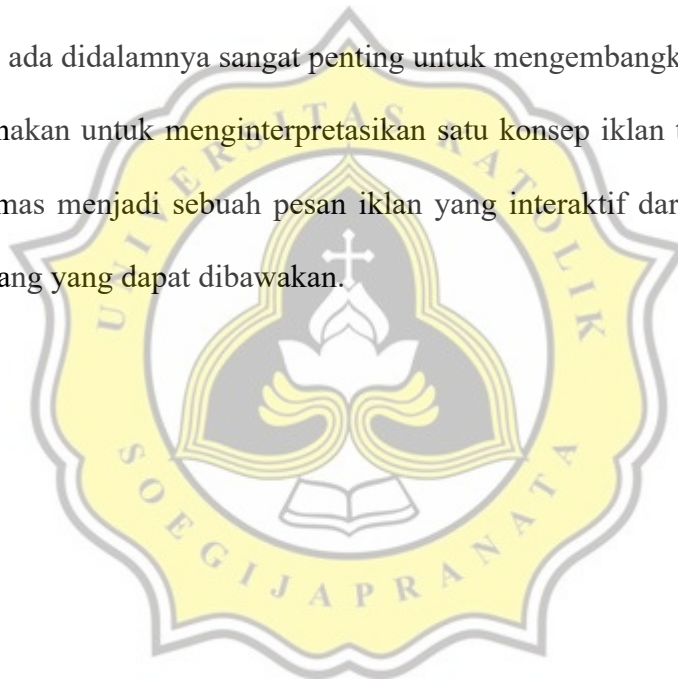 ada didalamnya sangat penting untuk mengembangk
nakan untuk menginterpretasikan satu konsep iklan t
mas menjadi sebuah pesan iklan yang interaktif dar
ang yang dapat dibawakan.
UNIVERSITAS KATOLIK
SOEGIJAPRANATA